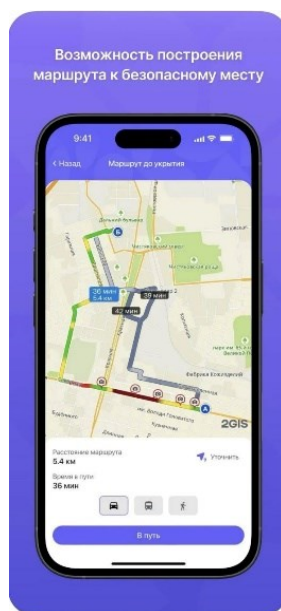 Возможность построения
маршрута к безопасному месту
9:41
Назад
Маршрут до укрытия
Б
36 мин
5.4 км
39 мин
42 мин
А
2GIS
Расстояние маршрута
5.4 км
Уточнить
Время в пути
36 мин
В путь